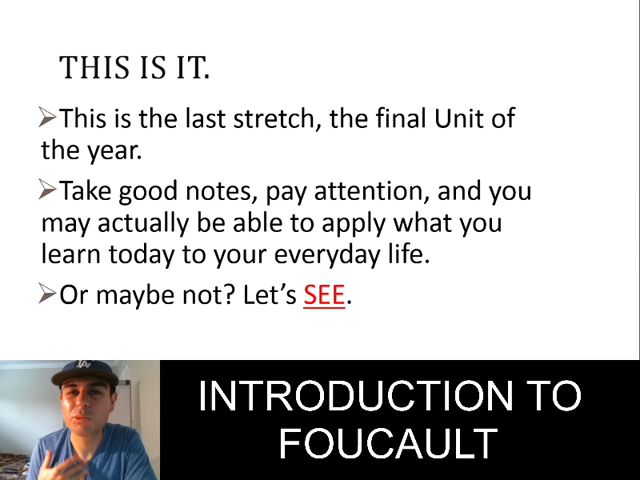 THIS IS IT.
➢This is the last stretch, the final Unit of
the year.
➢Take good notes, pay attention, and you
may actually be able to apply what you
learn today to your everyday life.
➢Or maybe not? Let’s SEE.
LA
INTRODUCTION TO
FOUCAULT